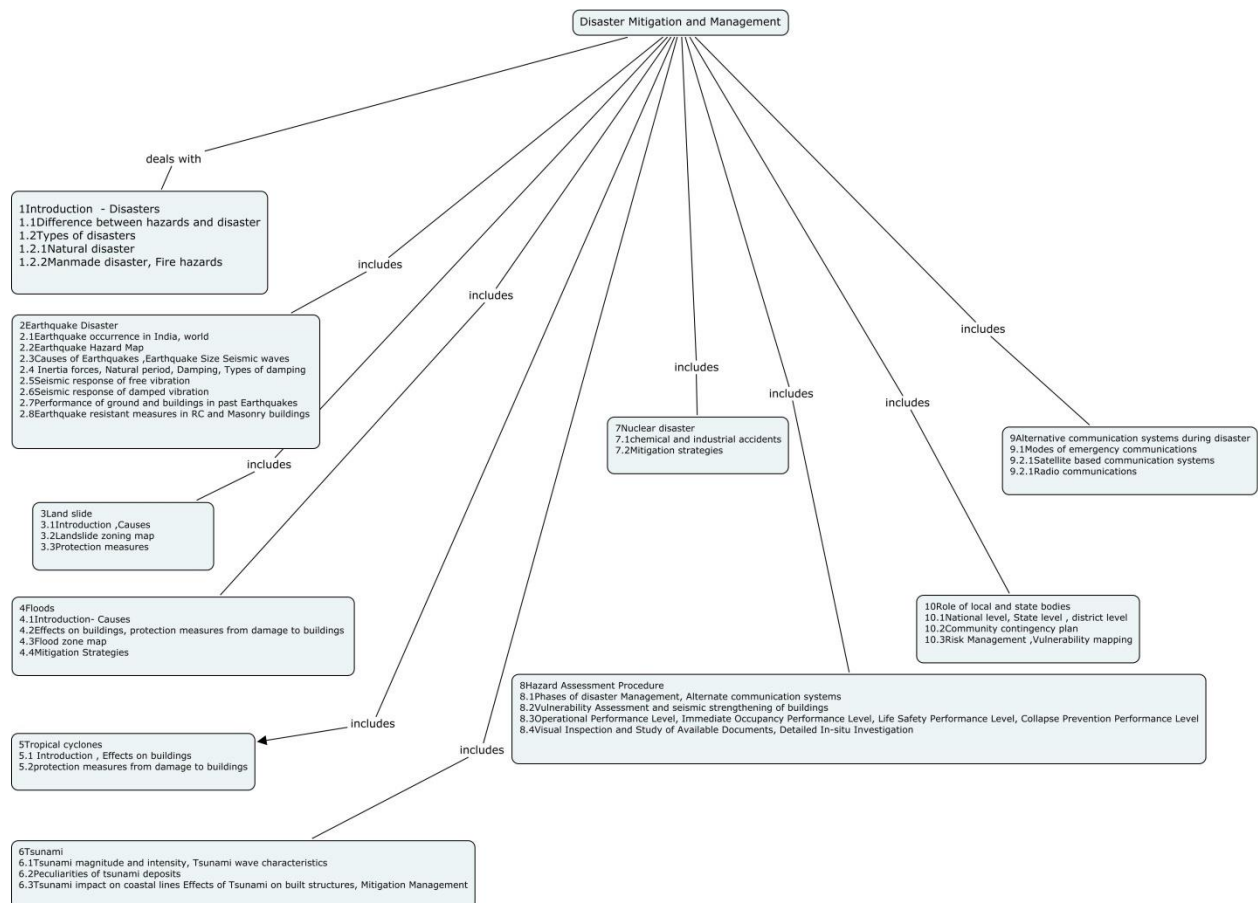 Disaster Mitigation and Management
deals with
1Introduction - Disasters
1.1Difference between hazards and disaster
1.2Types of disasters
1.2.1Natural disaster
1.2.2Manmade disaster, Fire hazards
includes
2Earthquake Disaster
2.1Earthquake occurrence in India, world
2.2Earthquake Hazard Map
2.3Causes of Earthquakes ,Earthquake Size Seismic waves
2.4 Inertia forces, Natural period, Damping, Types of damping
2.5Seismic response of free vibration
2.6Seismic response of damped vibration
2.7Performance of ground and buildings in past Earthquakes
2.8Earthquake resistant measures in RC and Masonry buildings
includes
3Land slide
3.1Introduction ,Causes
3.2Landslide zoning map
3.3Protection measures
includes
4Floods
4.1Introduction- Causes
4.2Effects on buildings, protection measures from damage to buildings
4.3Flood zone map
4.4Mitigation Strategies
includes
5Tropical cyclones
5.1 Introduction , Effects on buildings
5.2protection measures from damage to buildings
includes
6Tsunami
6.1Tsunami magnitude and intensity, Tsunami wave characteristics
6.2Peculiarities of tsunami deposits
6.3Tsunami impact on coastal lines Effects of Tsunami on built structures, Mitigation Management
includes
7Nuclear disaster
7.1chemical and industrial accidents
7.2Mitigation strategies
includes
8Hazard Assessment Procedure
8.1Phases of disaster Management, Alternate communication systems
8.2Vulnerability Assessment and seismic strengthening of buildings
8.3Operational Performance Level, Immediate Occupancy Performance Level, Life Safety Performance Level, Collapse Prevention Performance Level
8.4Visual Inspection and Study of Available Documents, Detailed In-situ Investigation
includes
9Alternative communication systems during disaster
9.1Modes of emergency communications
9.2.1Satellite based communication systems
9.2.1Radio communications
includes
10Role of local and state bodies
10.1National level, State level , district level
10.2Community contingency plan
10.3Risk Management ,Vulnerability mapping